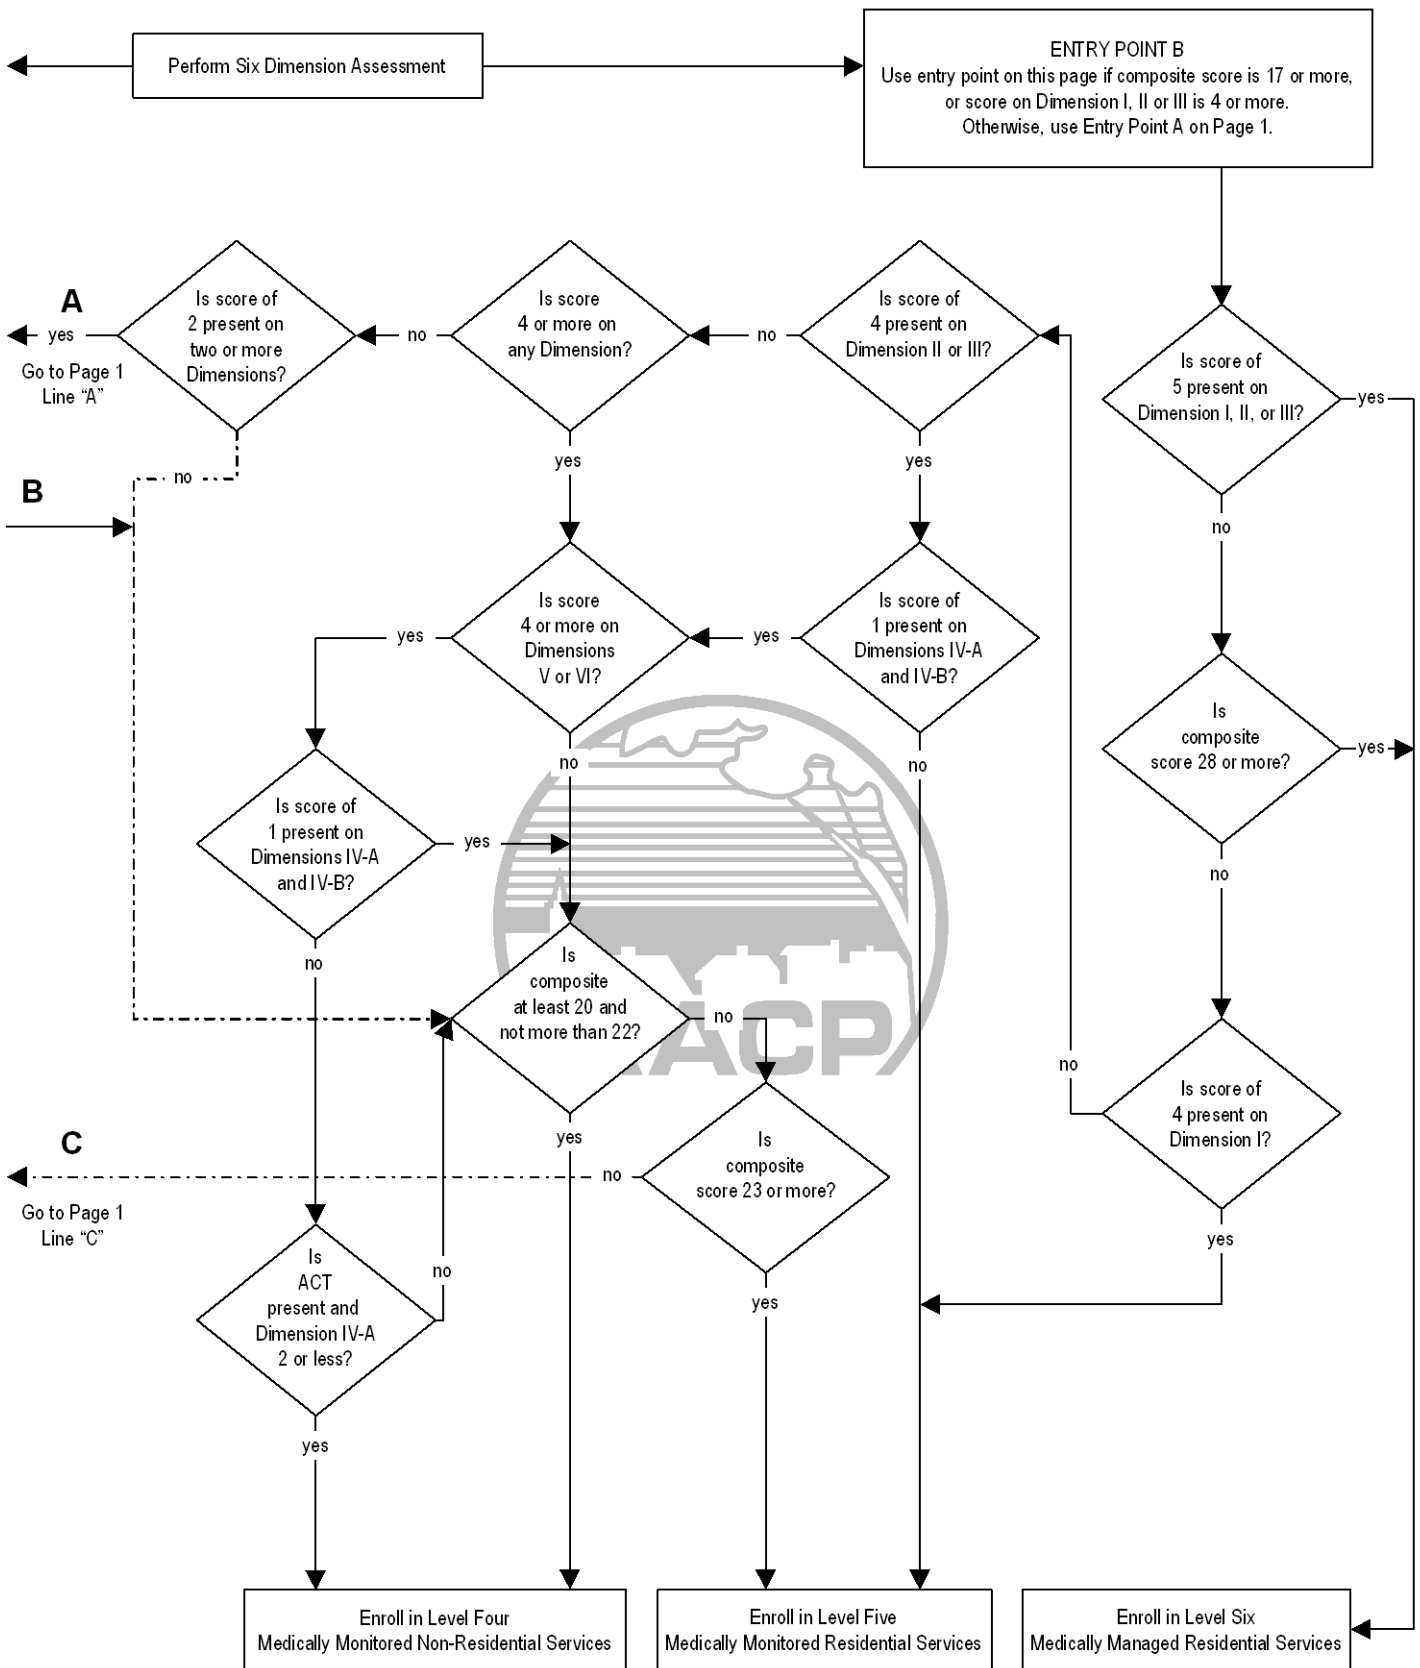 Perform Six Dimension Assessment
ENTRY POINT B
Use entry point on this page if composite score is 17 or more,
or score on Dimension I, II or III is 4 or more.
Otherwise, use Entry Point A on Page 1.
A
yes
Go to Page 1
Line “A”
Is score of
2 present on
two or more
Dimensions?
no
Is score
4 or more on
any Dimension?
no
Is score of
4 present on
Dimension II or III?
Is score of
5 present on
Dimension I, II, or III?
yes
no
B
yes
yes
no
Is score
4 or more on
Dimensions
V or VI?
yes
yes
Is score of
1 present on
Dimensions IV-A
and IV-B?
Is
composite
score 28 or more?
yes
no
no
Is score of
1 present on
Dimensions IV-A
and IV-B?
yes
no
no
Is
composite
at least 20 and
not more than 22?
no
ACP
no
Is score of
4 present on
Dimension I?
C
yes
no
Is
composite
score 23 or more?
Go to Page 1
Line “C”
yes
Is
ACT
present and
Dimension IV-A
2 or less?
no
yes
yes
Enroll in Level Four
Medically Monitored Non-Residential Services
Enroll in Level Five
Medically Monitored Residential Services
Enroll in Level Six
Medically Managed Residential Services